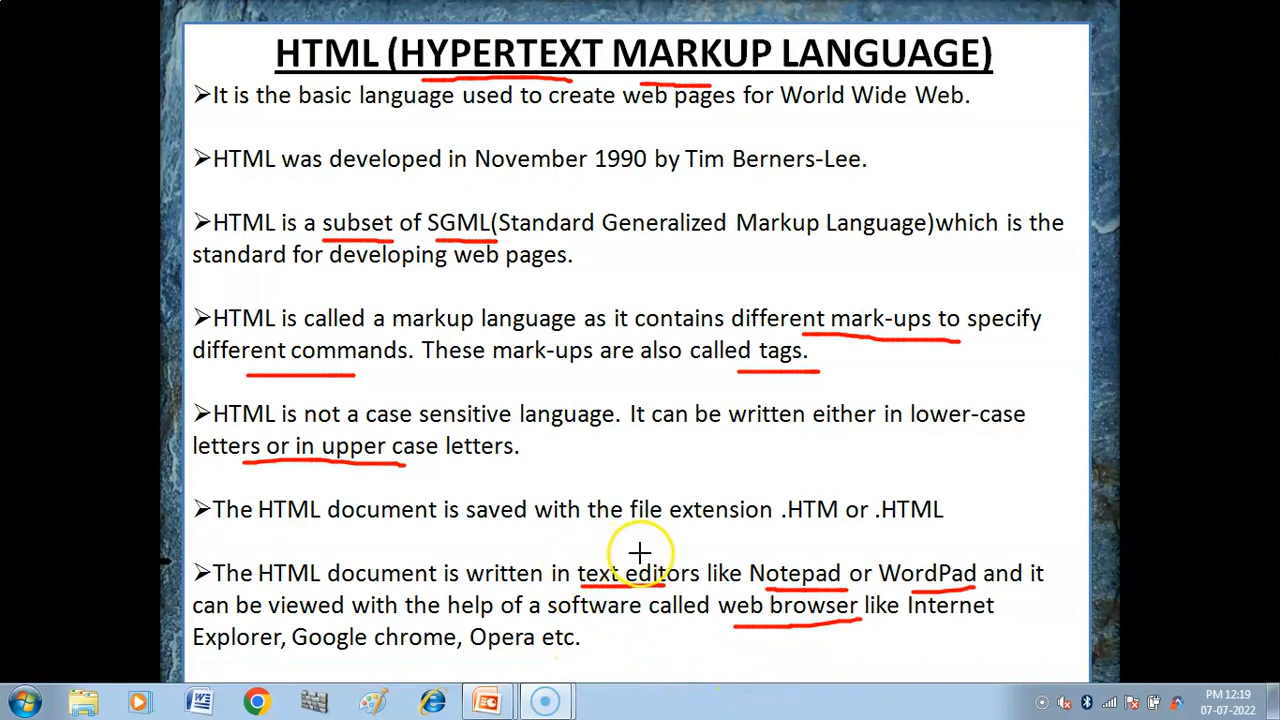 HTML (HYPERTEXT MARKUP LANGUAGE)
➢It is the basic language used to create web pages for World Wide Web.
➢HTML was developed in November 1990 by Tim Berners-Lee.
➢HTML is a subset of SGML(Standard Generalized Markup Language)which is the
standard for developing web pages.
➢HTML is called a markup language as it contains different mark-ups to specify
different commands. These mark-ups are also called tags.
➢HTML is not a case sensitive language. It can be written either in lower-case
letters or in upper case letters.
➢The HTML document is saved with the file extension .HTM or .HTML
➢The HTML document is written in text editors like Notepad or WordPad and it
can be viewed with the help of a software called web browser like Internet
Explorer, Google chrome, Opera etc.
PM 12:19
07-07-2022